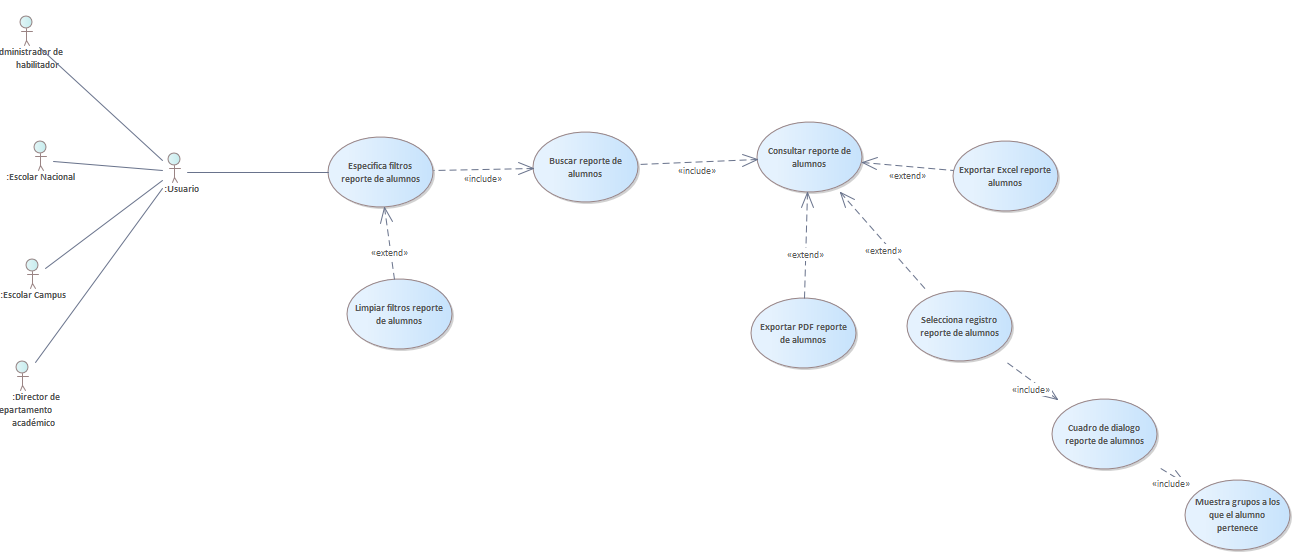 dministrador de
habilitador
:Escolar Nacional
:Usuario
:Escolar Campus
:Director de
epartamento
académico
Especifica filtros
reporte de alumnos
«include»
Buscar reporte de
alumnos
«include»
Consultar reporte de
alumnos
«extend»
Exportar Excel reporte
alumnos
«extend»
Limpiar filtros reporte
de alumnos
«extend»
Exportar PDF reporte
de alumnos
«extend»
Selecciona registro
reporte de alumnos
«include»
Cuadro de dialogo
reporte de alumnos
«include»
Muestra grupos a los
que el alumno
pertenece